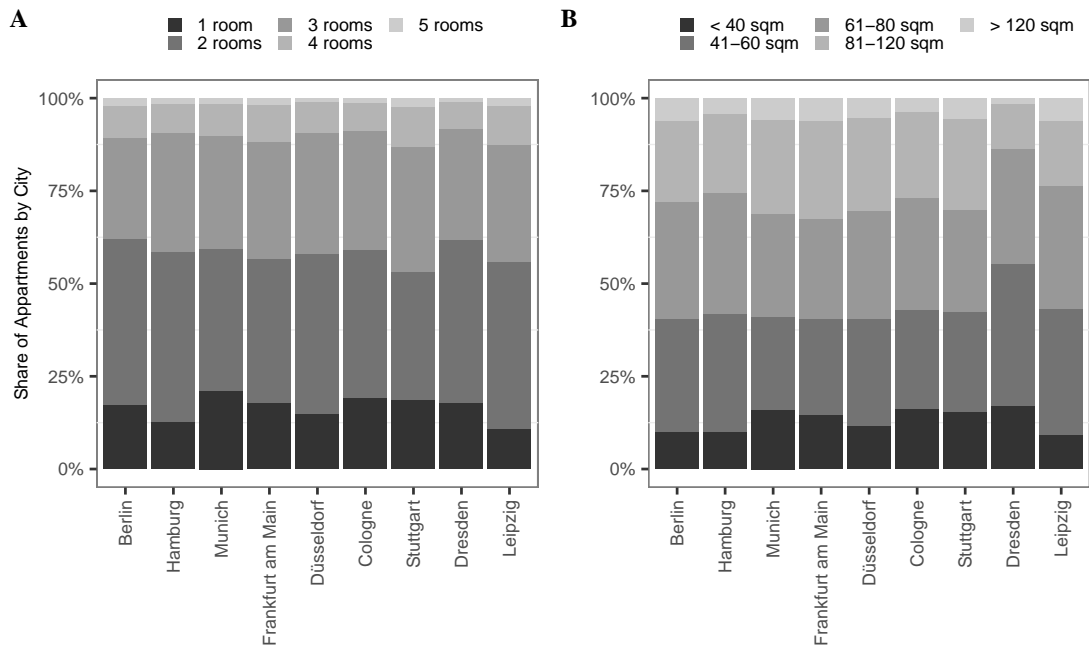 A
1 room 3 rooms 5 rooms
2 rooms 4 rooms
Share of Appartments by City
100%
75%
50%
25%
0%
Berlin
Hamburg
Munich
Frankfurt am Main
Düsseldorf
Cologne
Stuttgart
Dresden
Leipzig
B
< 40 sqm 61–80 sqm > 120 sqm
41–60 sqm 81–120 sqm
100%
75%
50%
25%
0%
Berlin
Hamburg
Munich
Frankfurt am Main
Düsseldorf
Cologne
Stuttgart
Dresden
Leipzig